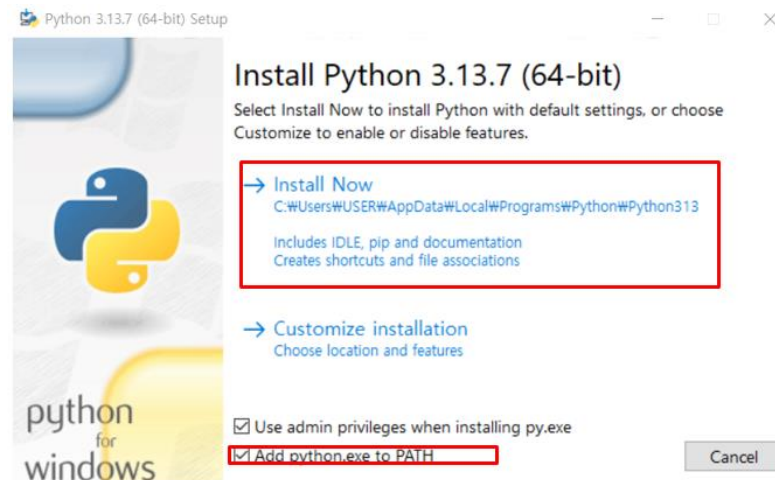 Python 3.13.7 (64-bit) Setup
Install Python 3.13.7 (64-bit)
Select Install Now to install Python with default settings, or choose
Customize to enable or disable features.
Install Now
C:₩Users₩USER₩AppData₩Local₩Programs₩Python₩Python313
Includes IDLE, pip and documentation
Creates shortcuts and file associations
Customize installation
Choose location and features
python
for
windows
Use admin privileges when installing py.exe
Add python.exe to PATH
Cancel